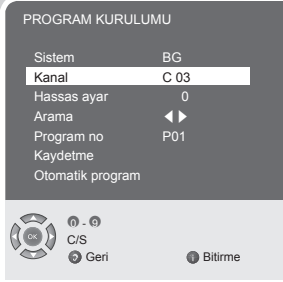 PROGRAM KURULUMU
Sistem BG
Kanal C 03
Hassas ayar 0
Arama
Program no P01
Kaydetme
Otomatik program
0 - 9
OK C/S
Geri i Bitirme